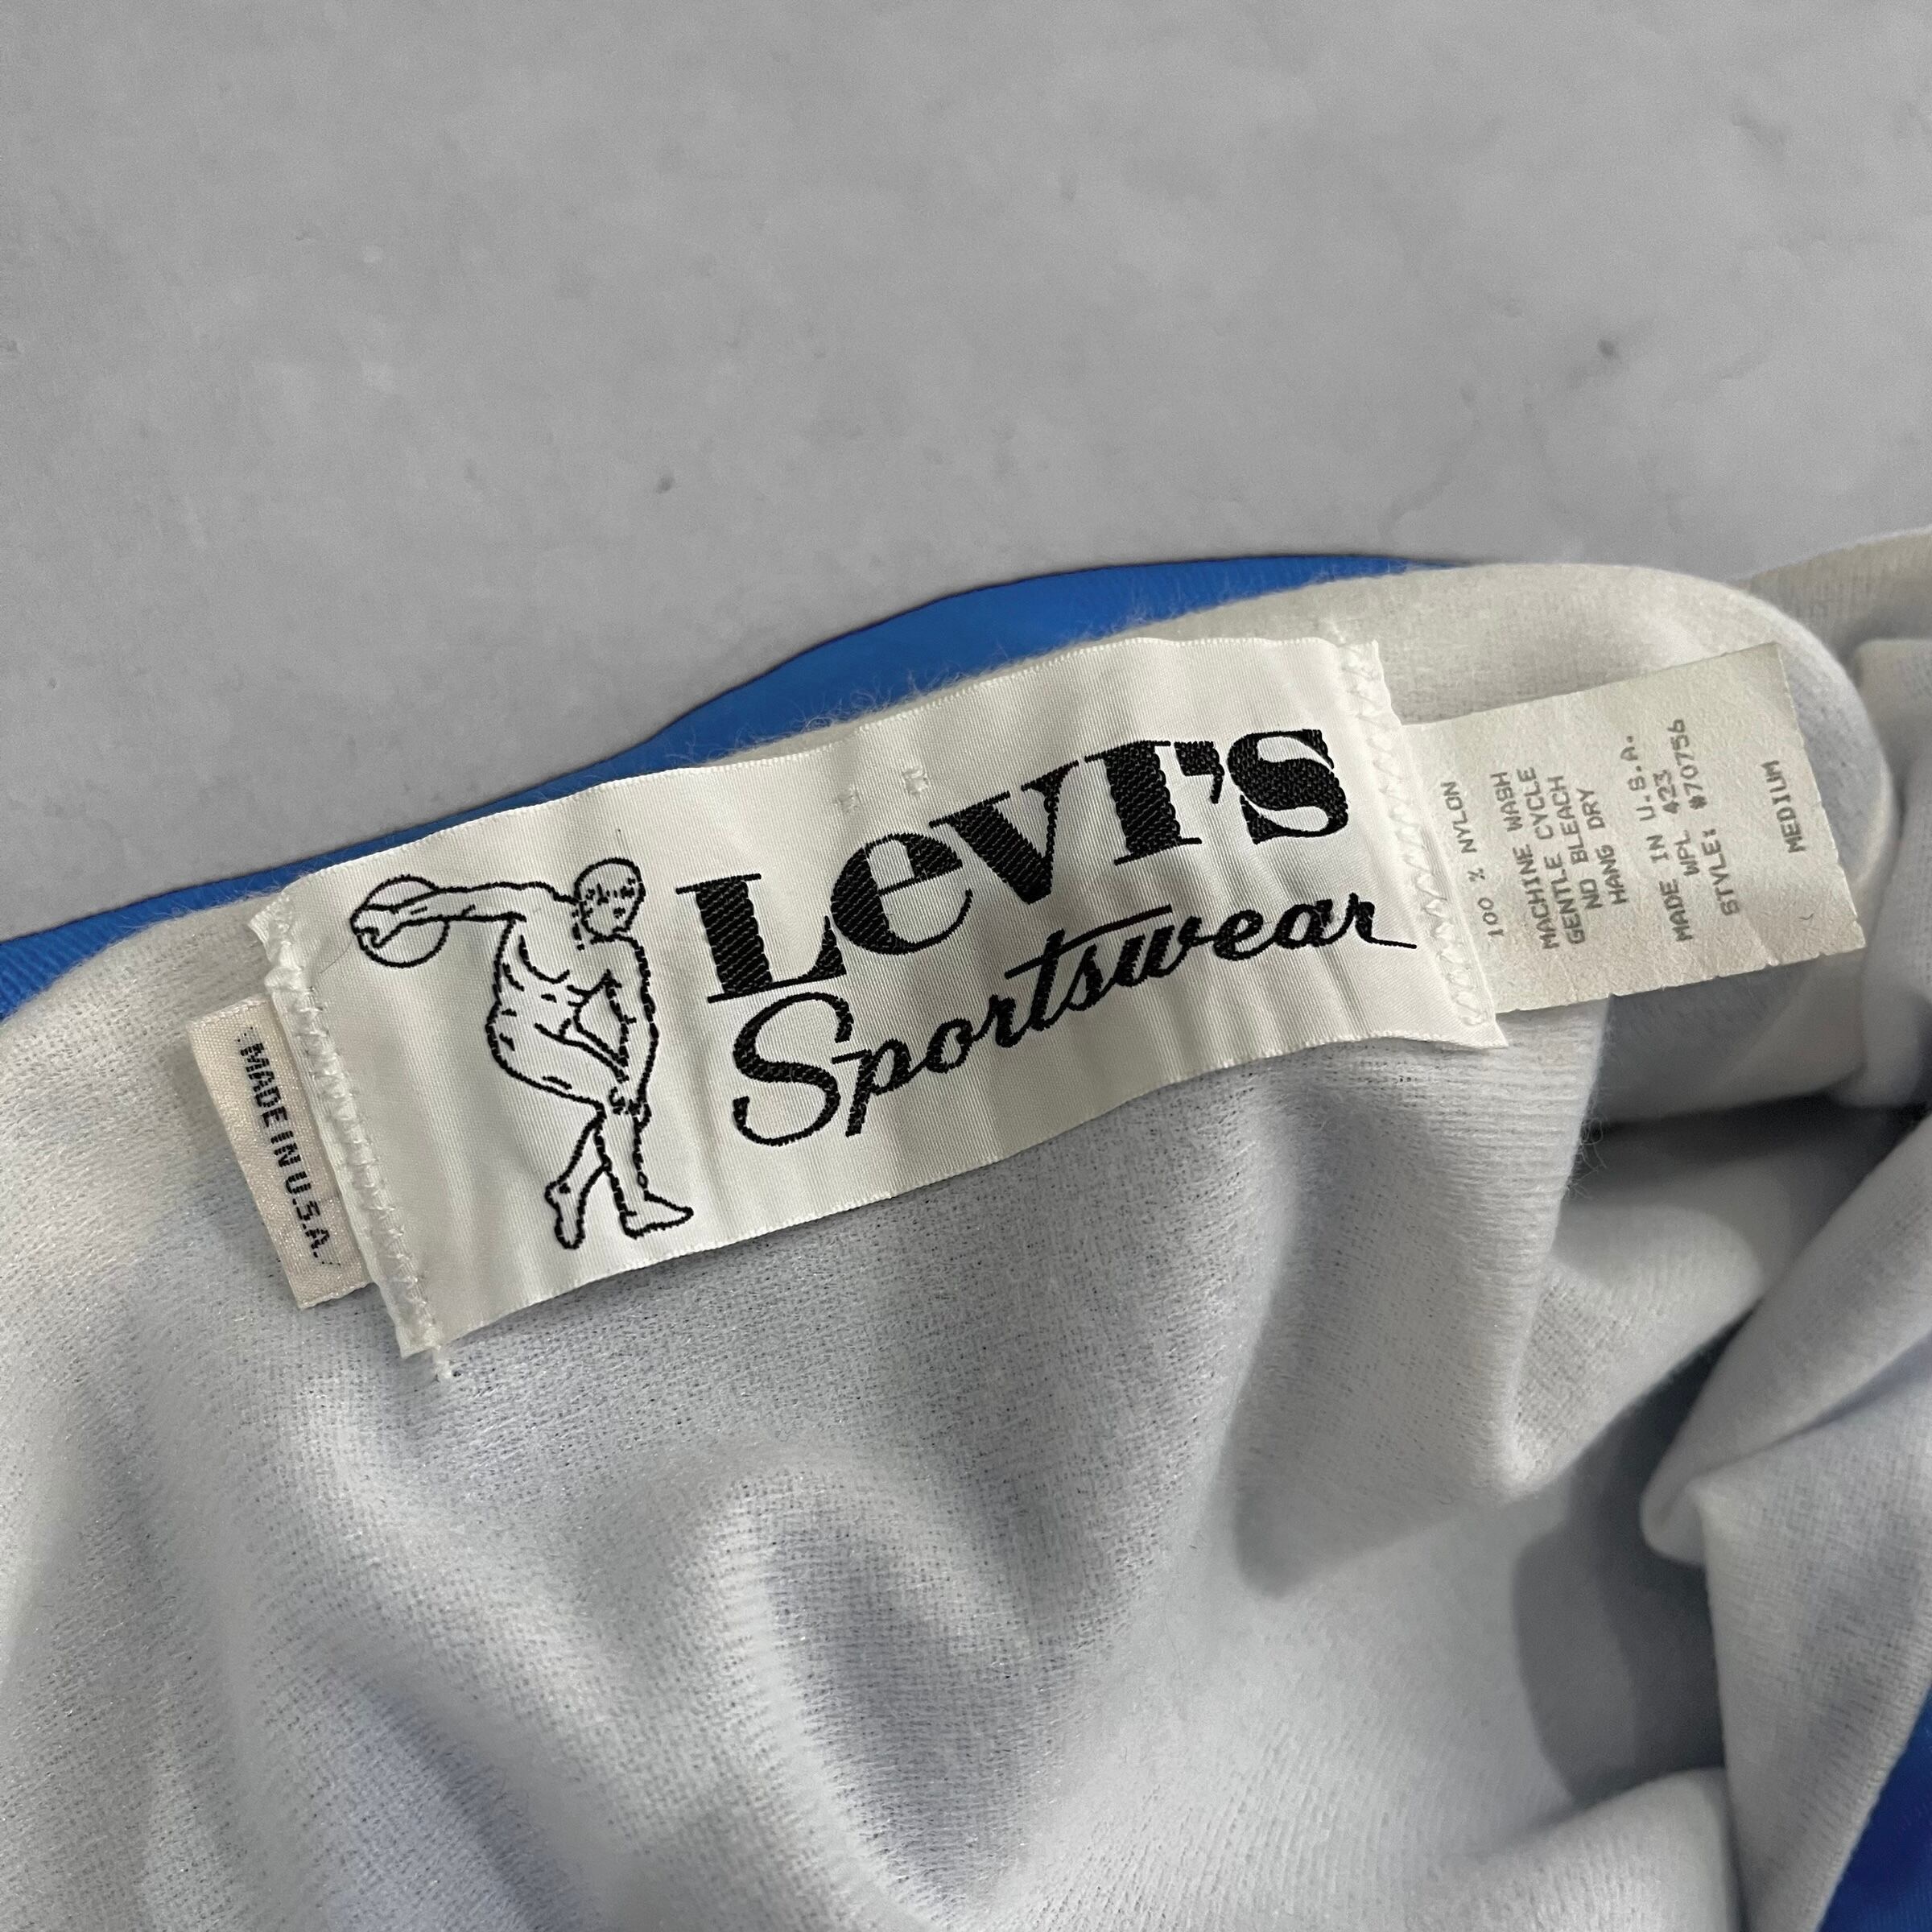 Levi's
Sportswear
MADE IN U.S.A.
100 % NYLON
MACHINE WASH
GENTLE CYCLE
NO BLEACH
HANG DRY
MADE IN U.S.A.
WPL 423
STYLE: #70756
MEDIUM